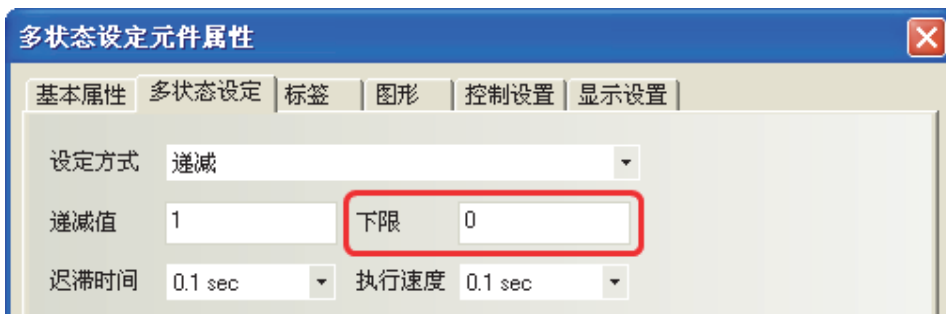 多状态设定元件属性
基本属性 多状态设定 标签 图形 控制设置 显示设置
设定方式 递减
递减值 1 下限 0
迟滞时间 0.1 sec 执行速度 0.1 sec